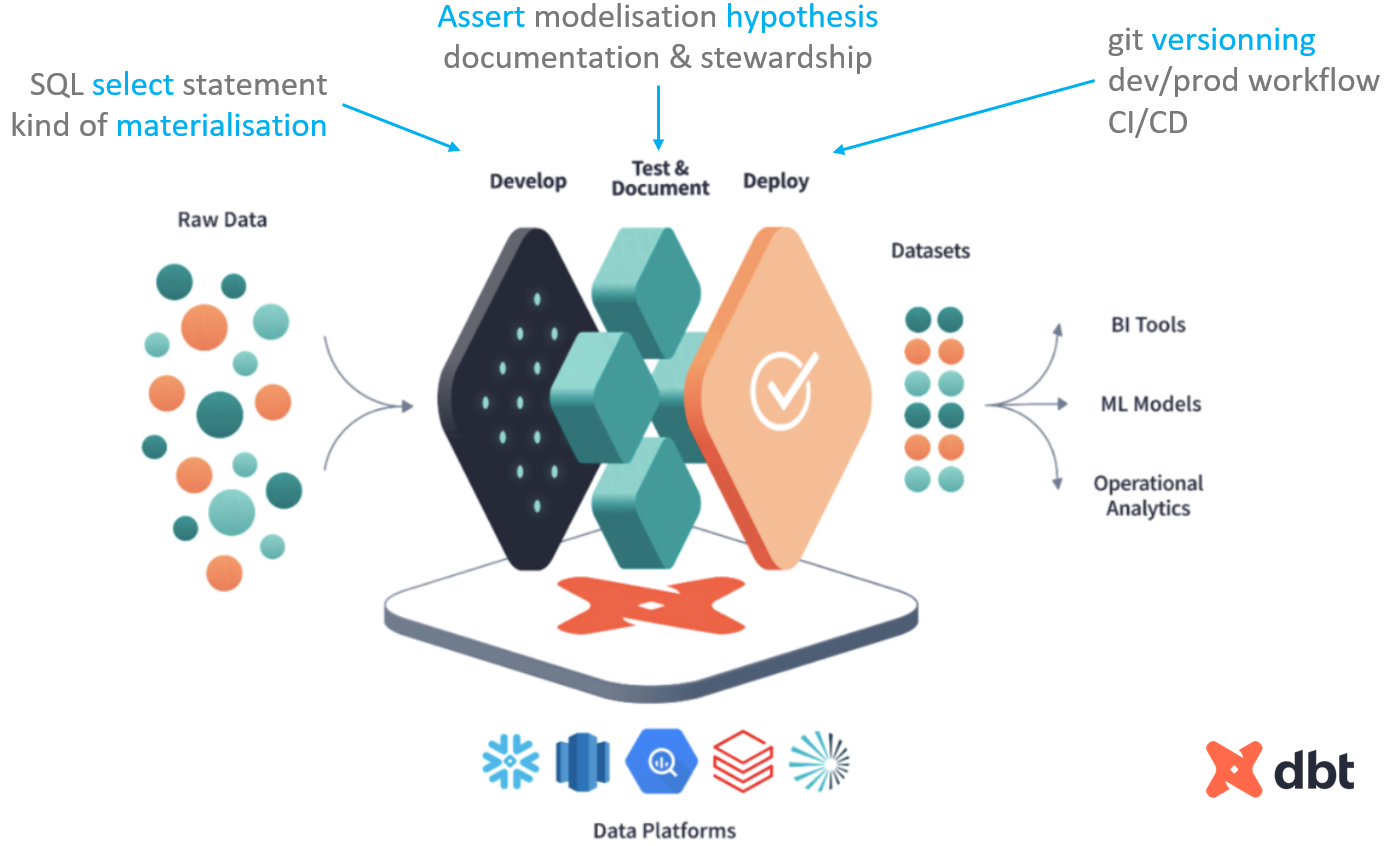 Assert modelisation hypothesis
documentation & stewardship
SQL select statement
kind of materialisation
git versionning
dev/prod workflow
CI/CD
Raw Data
Develop
Test &
Document
Deploy
Datasets
BI Tools
ML Models
Operational
Analytics
Data Platforms
dbt